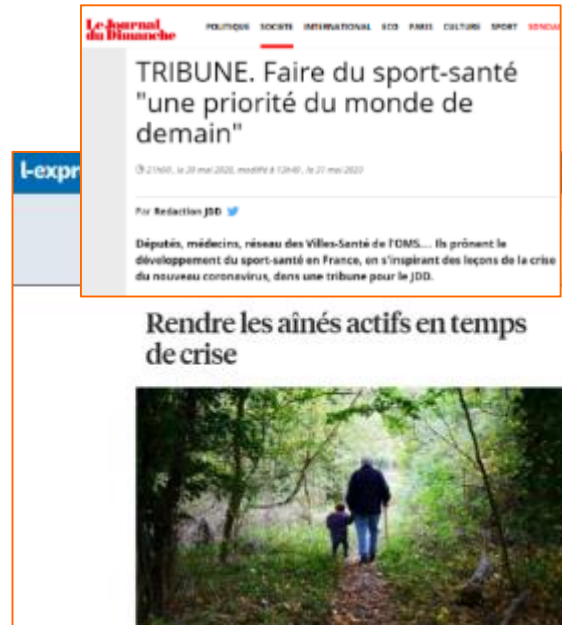 Le Journal
du Dimanche
POLITIQUE SOCIETE INTERNATIONAL ECO PARIS CULTURE SPORT
TRIBUNE. Faire du sport-santé
"une priorité du monde de
demain"
Par Redaction JDD
Députés, médecins, réseau des Villes-Santé de l'OMS.... Ils prônent le
développement du sport-santé en France, en s'inspirant des leçons de la crise
du nouveau coronavirus, dans une tribune pour le JDD.
l-expr
Rendre les aînés actifs en temps
de crise